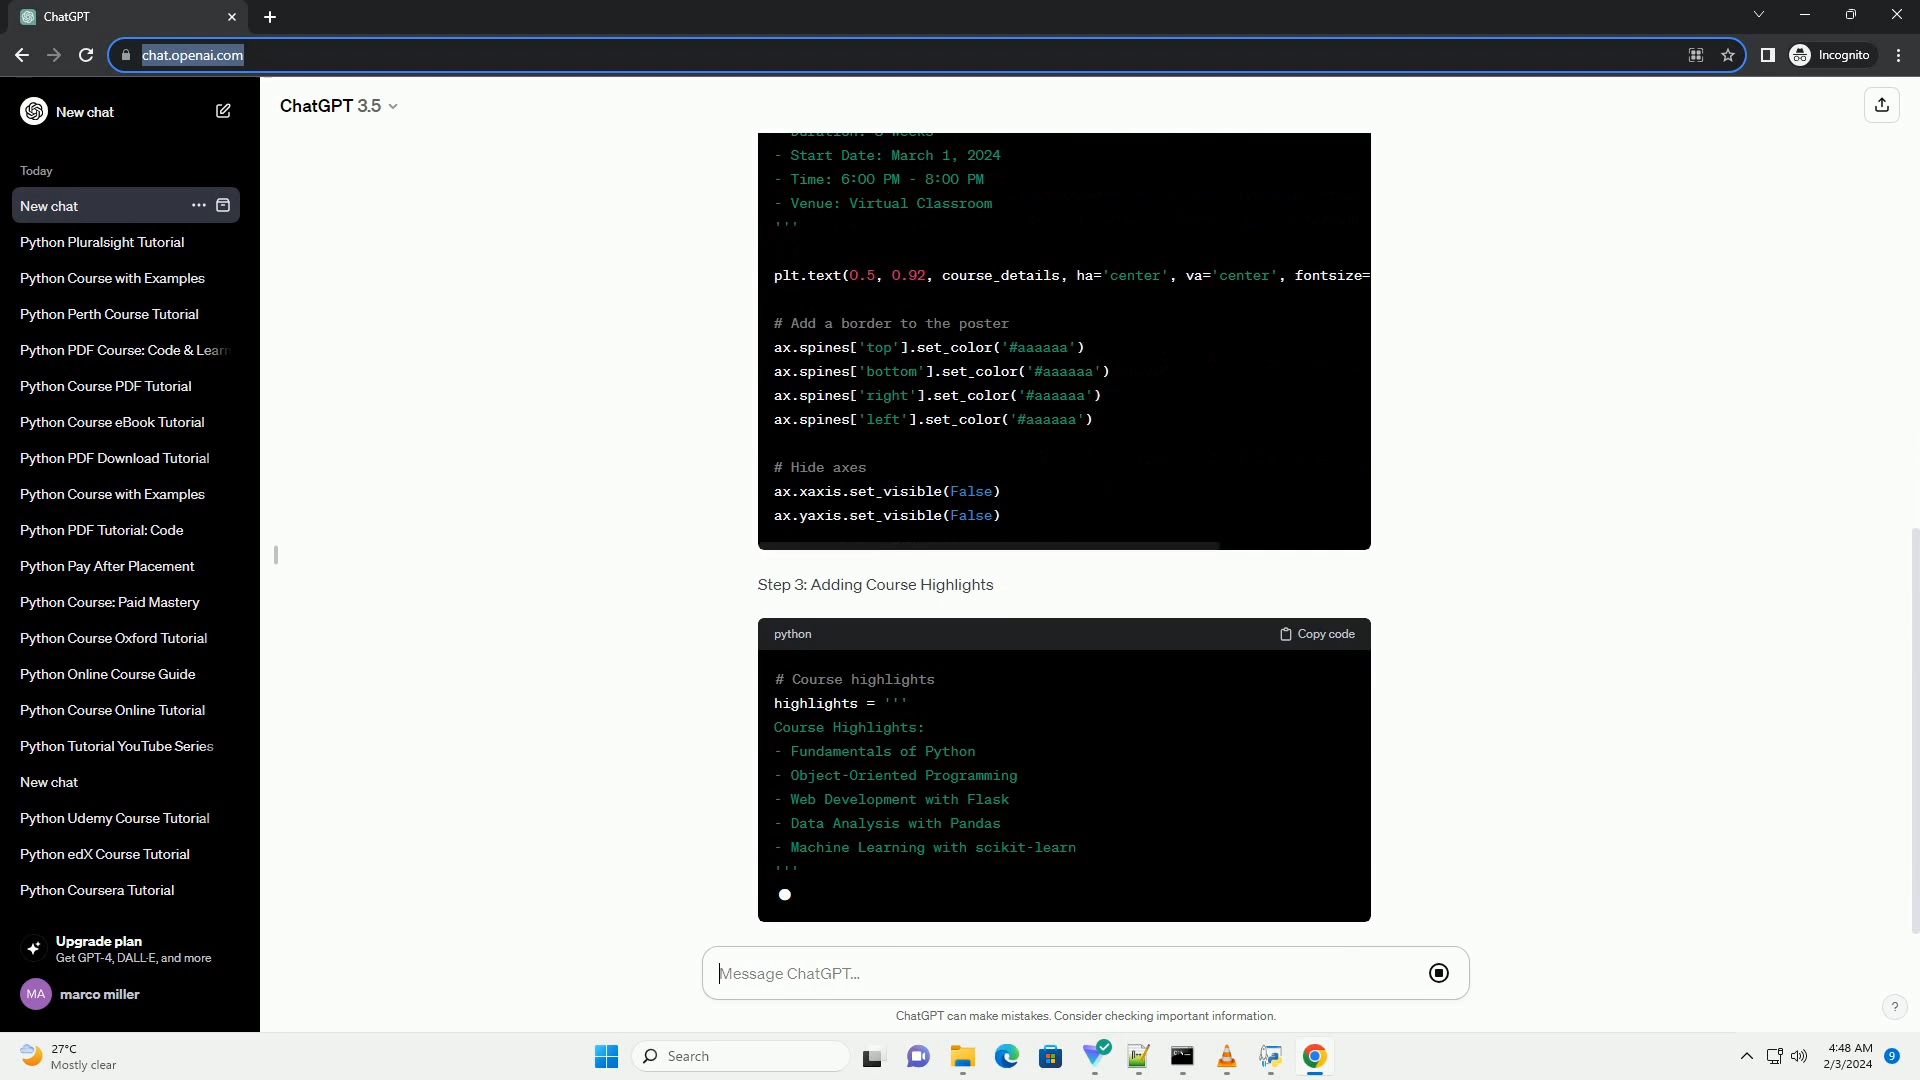 ChatGPT
chat.openai.com
Incognito
New chat
Today
New chat
Python Pluralsight Tutorial
Python Course with Examples
Python Perth Course Tutorial
Python PDF Course: Code & Learn
Python Course PDF Tutorial
Python Course eBook Tutorial
Python PDF Download Tutorial
Python Course with Examples
Python PDF Tutorial: Code
Python Pay After Placement
Python Course: Paid Mastery
Python Course Oxford Tutorial
Python Online Course Guide
Python Course Online Tutorial
Python Tutorial YouTube Series
New chat
Python Udemy Course Tutorial
Python edX Course Tutorial
Python Coursera Tutorial
Upgrade plan
Get GPT-4, DALL·E, and more
MA marco miller
ChatGPT 3.5
- Start Date: March 1, 2024
- Time: 6:00 PM - 8:00 PM
- Venue: Virtual Classroom
'''
plt.text(0.5, 0.92, course_details, ha='center', va='center', fontsize=
# Add a border to the poster
ax.spines['top'].set_color('#aaaaaa')
ax.spines['bottom'].set_color('#aaaaaa')
ax.spines['right'].set_color('#aaaaaa')
ax.spines['left'].set_color('#aaaaaa')
# Hide axes
ax.xaxis.set_visible(False)
ax.yaxis.set_visible(False)
Step 3: Adding Course Highlights
python Copy code
# Course highlights
highlights = '''
Course Highlights:
- Fundamentals of Python
- Object-Oriented Programming
- Web Development with Flask
- Data Analysis with Pandas
- Machine Learning with scikit-learn
'''
Message ChatGPT...
ChatGPT can make mistakes. Consider checking important information.
?
27°C
Mostly clear
Search
4:48 AM
2/3/2024
9